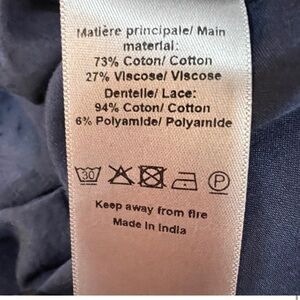 Matière principale/ Main
material:
73% Coton/ Cotton
27% Viscose/ Viscose
Dentelle/ Lace:
94% Coton/ Cotton
6% Polyamide/ Polyamide
30 P
Keep away from fire
Made in India